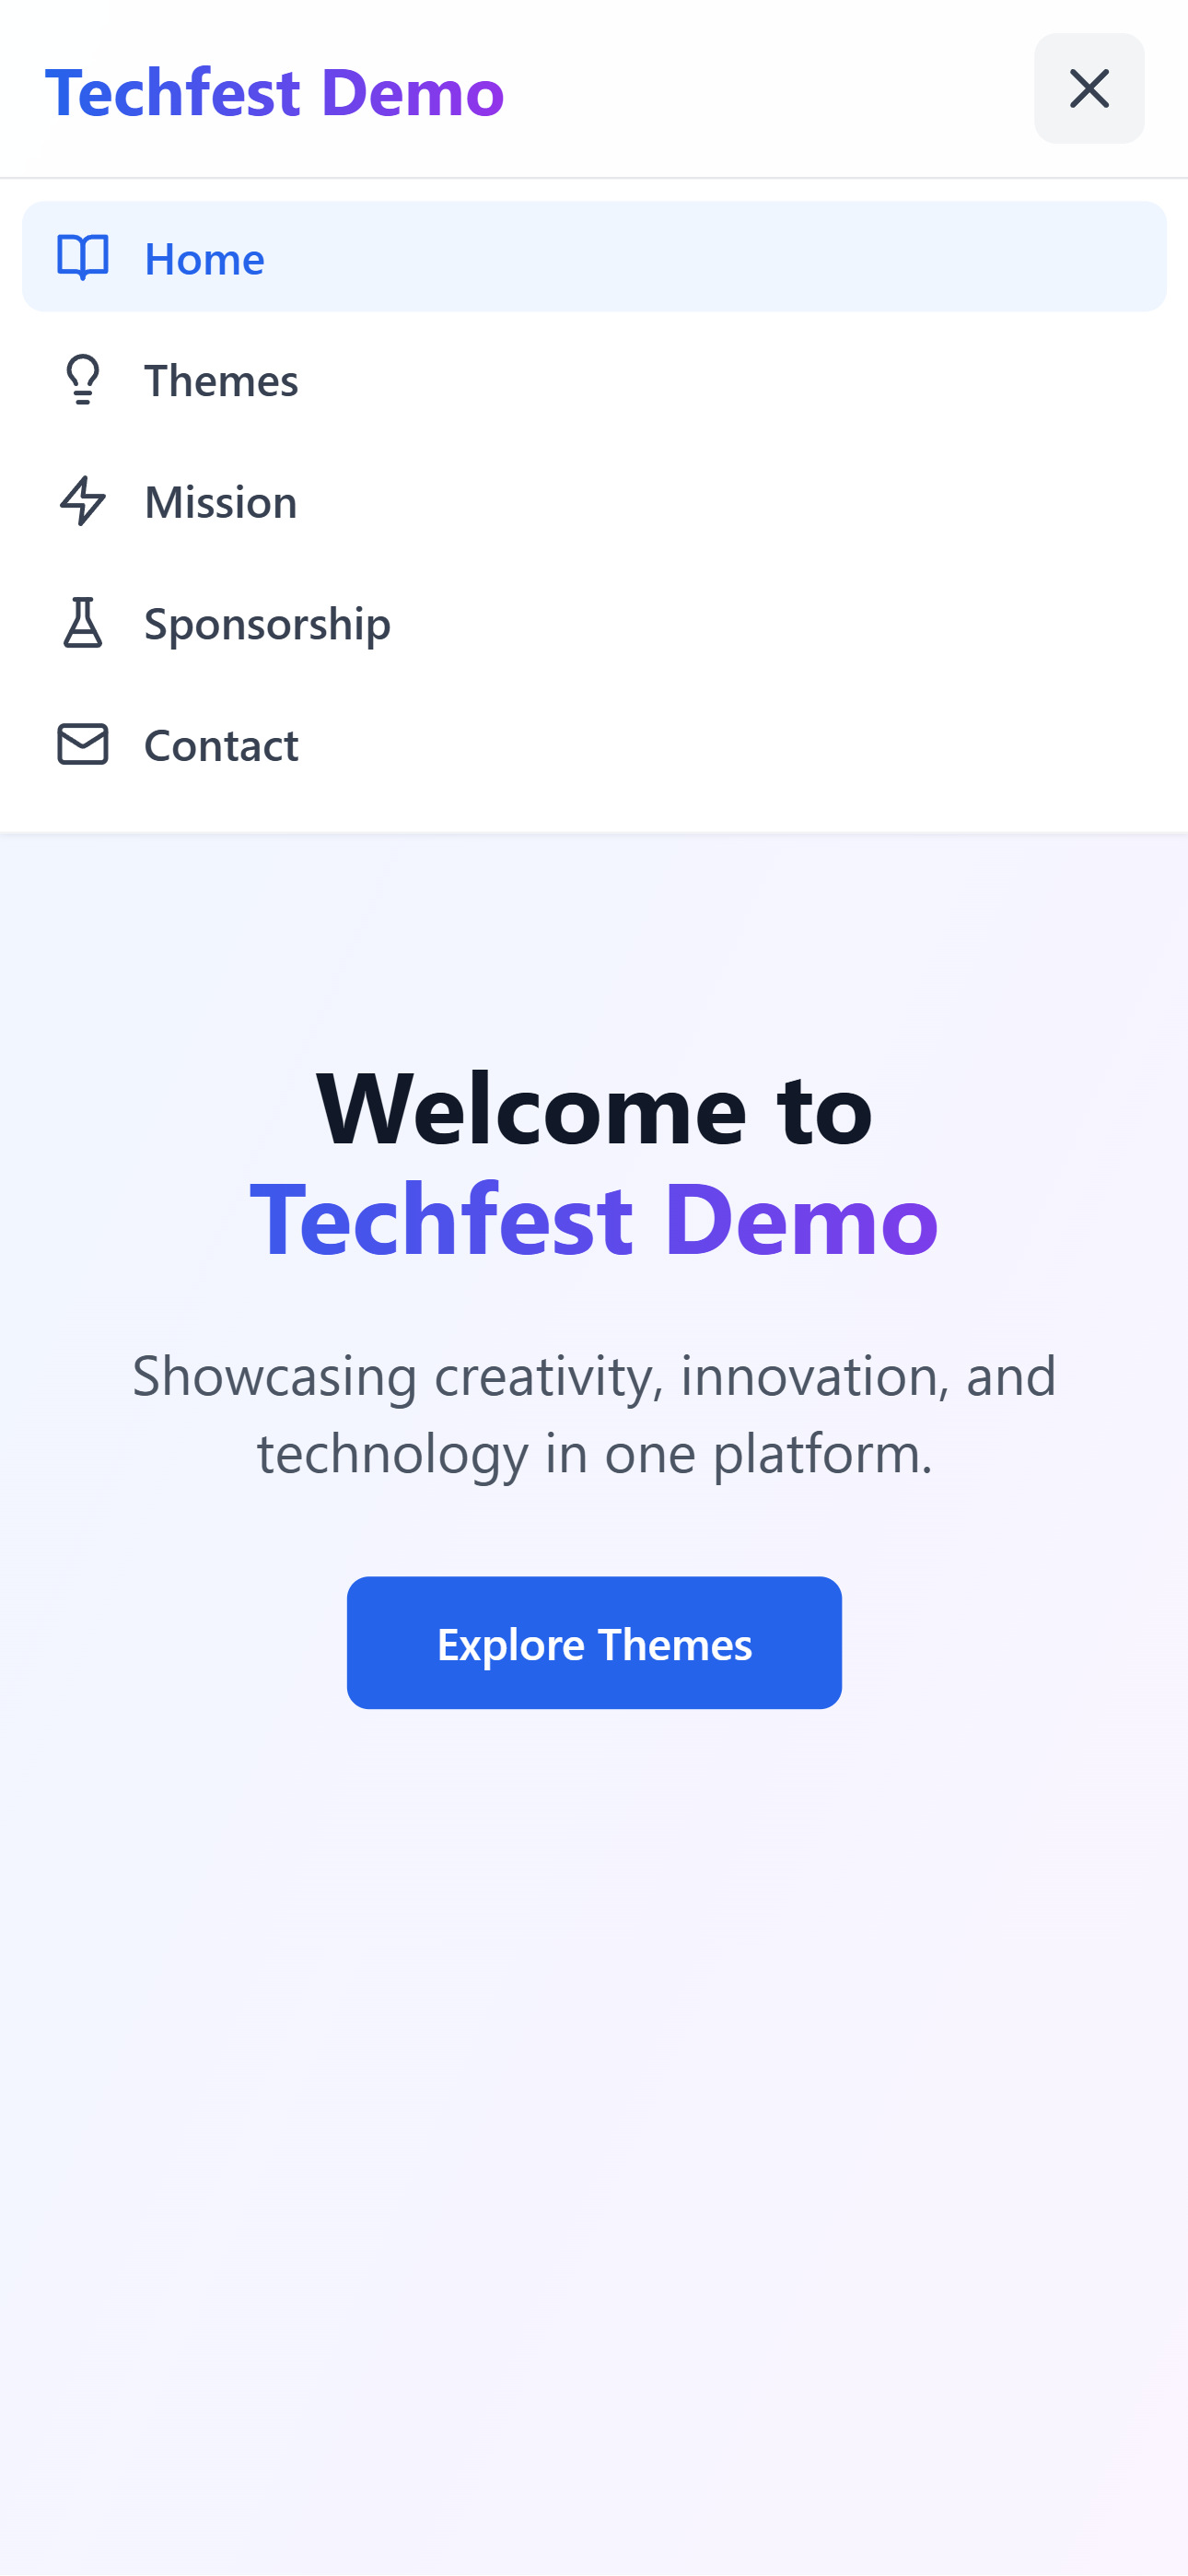 Techfest Demo
Home
Themes
Mission
Sponsorship
Contact
Welcome to
Techfest Demo
Showcasing creativity, innovation, and
technology in one platform.
Explore Themes